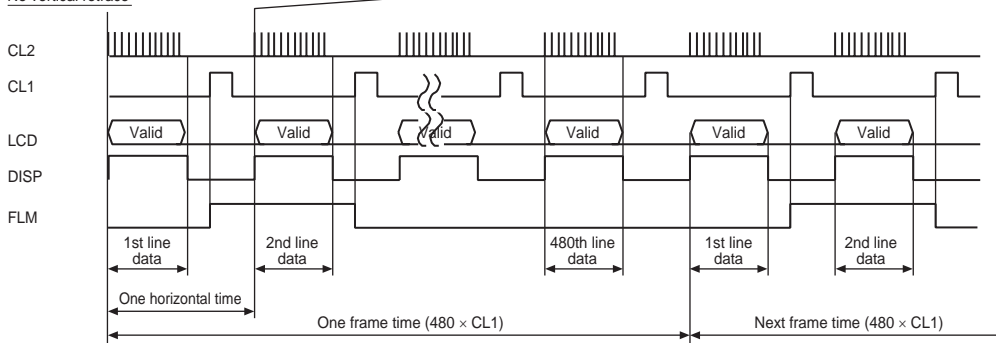 No vertical retrace
CL2
CL1
LCD
Valid Valid Valid Valid Valid Valid
DISP
FLM
1st line data
2nd line data
480th line data
1st line data
2nd line data
One horizontal time
One frame time (480 × CL1)
Next frame time (480 × CL1)